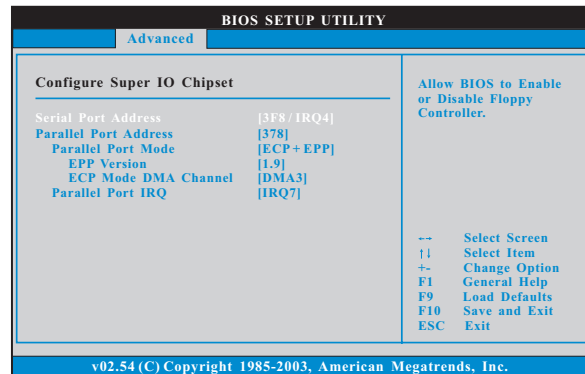 BIOS SETUP UTILITY
Advanced
Configure Super IO Chipset
Serial Port Address [3F8 / IRQ4]
Parallel Port Address [378]
Parallel Port Mode [ECP + EPP]
EPP Version [1.9]
ECP Mode DMA Channel [DMA3]
Parallel Port IRQ [IRQ7]
Allow BIOS to Enable
or Disable Floppy
Controller.
←→ Select Screen
↑↓ Select Item
+- Change Option
F1 General Help
F9 Load Defaults
F10 Save and Exit
ESC Exit
v02.54 (C) Copyright 1985-2003, American Megatrends, Inc.